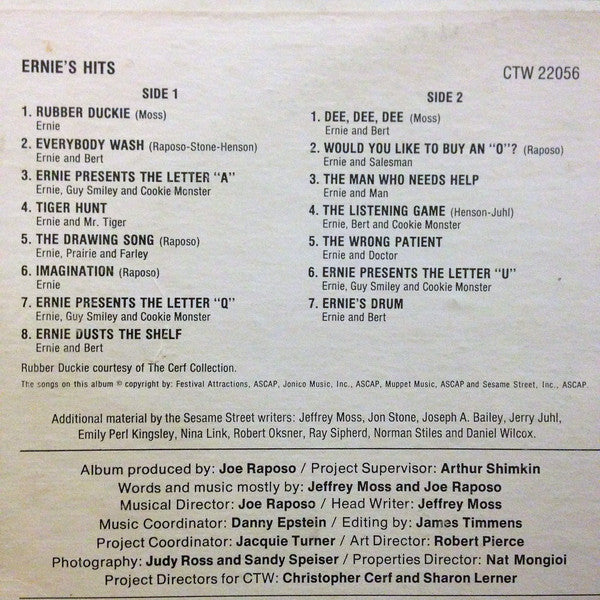 ERNIE'S HITS
CTW 22056
SIDE 1
1. RUBBER DUCKIE (Moss)
Ernie
2. EVERYBODY WASH (Raposo-Stone-Henson)
Ernie and Bert
3. ERNIE PRESENTS THE LETTER "A"
Ernie, Guy Smiley and Cookie Monster
4. TIGER HUNT
Ernie and Mr. Tiger
5. THE DRAWING SONG (Raposo)
Ernie, Prairie and Farley
6. IMAGINATION (Raposo)
Ernie
7. ERNIE PRESENTS THE LETTER "Q"
Ernie, Guy Smiley and Cookie Monster
8. ERNIE DUSTS THE SHELF
Ernie and Bert
SIDE 2
1. DEE, DEE, DEE (Moss)
Ernie and Bert
2. WOULD YOU LIKE TO BUY AN "O"? (Raposo)
Ernie and Salesman
3. THE MAN WHO NEEDS HELP
Ernie and Man
4. THE LISTENING GAME (Henson-Juhl)
Ernie, Bert and Cookie Monster
5. THE WRONG PATIENT
Ernie and Doctor
6. ERNIE PRESENTS THE LETTER "U"
Ernie, Guy Smiley and Cookie Monster
7. ERNIE'S DRUM
Ernie and Bert
Rubber Duckie courtesy of The Cerf Collection.
The songs on this album © copyright by: Festival Attractions, ASCAP, Jonico Music, Inc., ASCAP, Muppet Music, ASCAP and Sesame Street, Inc., ASCAP.
Additional material by the Sesame Street writers: Jeffrey Moss, Jon Stone, Joseph A. Bailey, Jerry Juhl,
Emily Perl Kingsley, Nina Link, Robert Oksner, Ray Sipherd, Norman Stiles and Daniel Wilcox.
Album produced by: Joe Raposo / Project Supervisor: Arthur Shimkin
Words and music mostly by: Jeffrey Moss and Joe Raposo
Musical Director: Joe Raposo / Head Writer: Jeffrey Moss
Music Coordinator: Danny Epstein / Editing by: James Timmens
Project Coordinator: Jacquie Turner / Art Director: Robert Pierce
Photography: Judy Ross and Sandy Speiser / Properties Director: Nat Mongioi
Project Directors for CTW: Christopher Cerf and Sharon Lerner